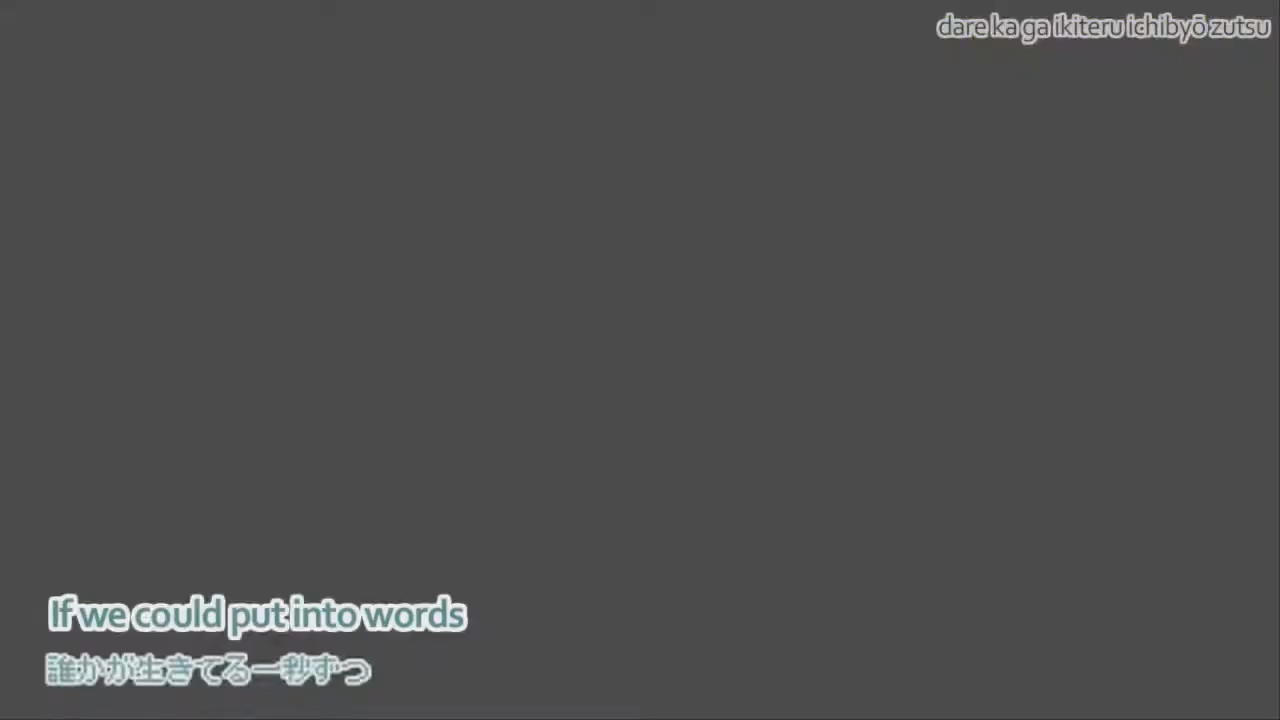 dare ka ga ikiteru ichibyō zutsu
If we could put into words
誰かが生きてる一秒ずつ